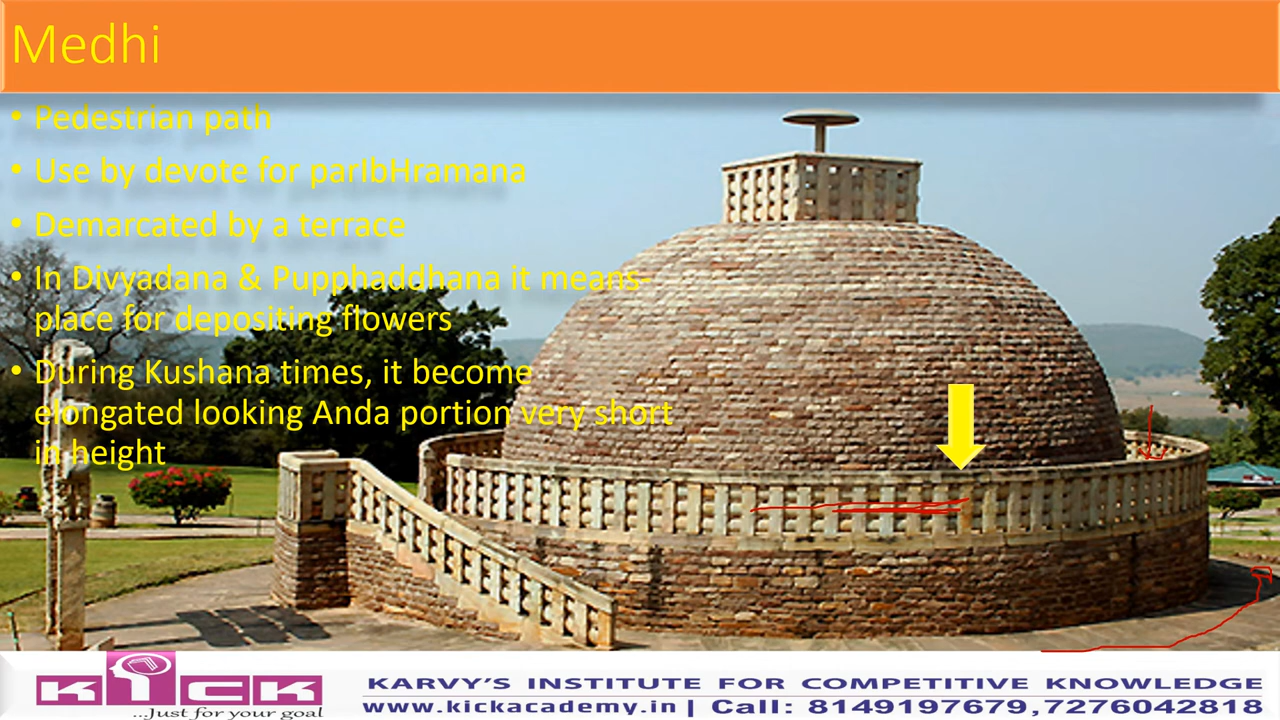 Medhi
• Pedestrian path
• Use by devote for parIbHramana
• Demarcated by a terrace
• In Divyadana & Pupphaddhana it means-
place for depositing flowers
• During Kushana times, it become
elongated looking Anda portion very short
in height
KICK
...Just for your goal
KARVY'S INSTITUTE FOR COMPETITIVE KNOWLEDGE
www.kickacademy.in | Call: 8149197679,7276042818